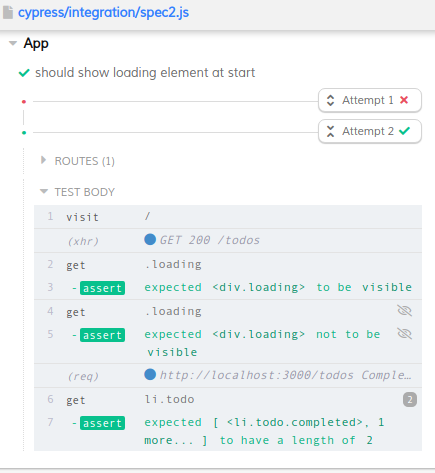 cypress/integration/spec2.js
App
should show loading element at start
Attempt 1
Attempt 2
ROUTES (1)
TEST BODY
1 visit /
(xhr) GET 200 /todos
2 get .loading
3 -assert expected <div.loading> to be visible
4 get .loading
5 -assert expected <div.loading> not to be
visible
(req) http://localhost:3000/todos Comple…
6 get li.todo 2
7 -assert expected [ <li.todo.completed>, 1
more... ] to have a length of 2